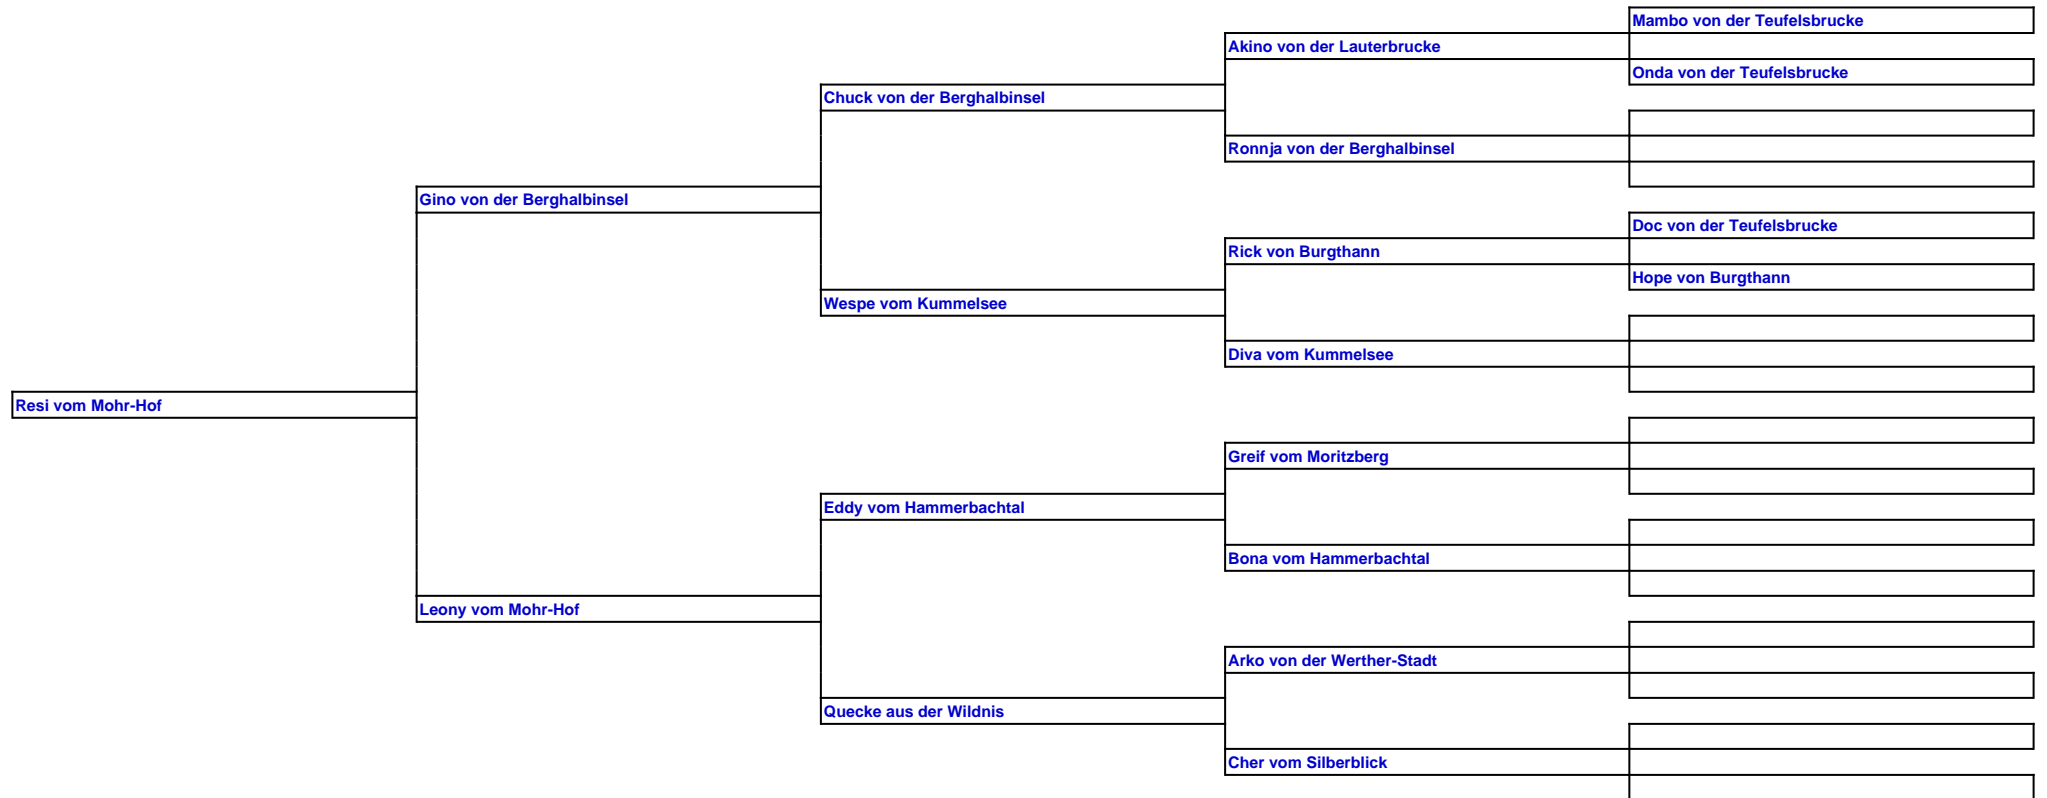 Mambo von der Teufelsbrucke
Akino von der Lauterbrucke
Onda von der Teufelsbrucke
Chuck von der Berghalbinsel
Ronnja von der Berghalbinsel
Gino von der Berghalbinsel
Doc von der Teufelsbrucke
Rick von Burgthann
Hope von Burgthann
Wespe vom Kummelsee
Diva vom Kummelsee
Resi vom Mohr-Hof
Greif vom Moritzberg
Eddy vom Hammerbachtal
Bona vom Hammerbachtal
Leony vom Mohr-Hof
Arko von der Werther-Stadt
Quecke aus der Wildnis
Cher vom Silberblick